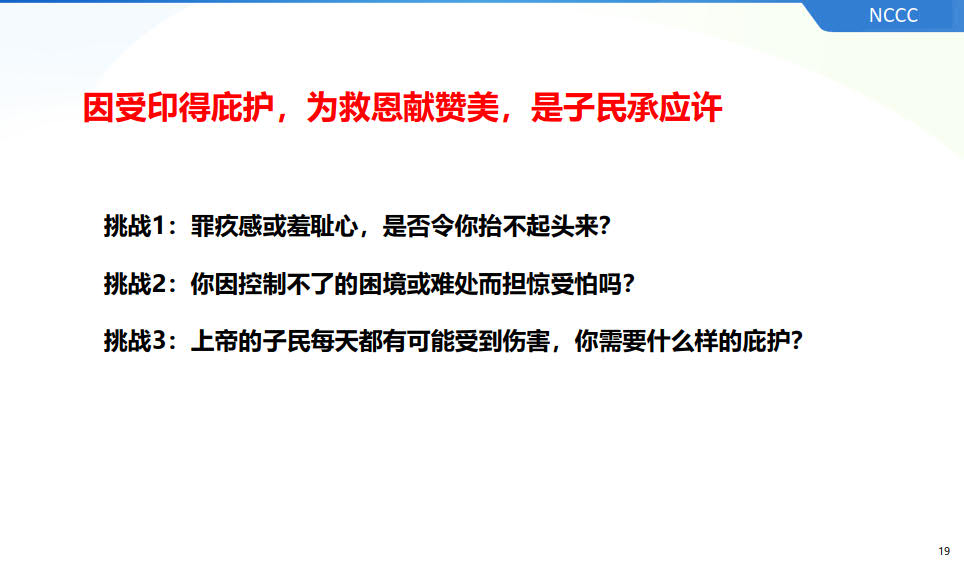 NCCC
因受印得庇护，为救恩献赞美，是子民承应许
挑战1：罪疚感或羞耻心，是否令你抬不起头来？
挑战2：你因控制不了的困境或难处而担惊受怕吗？
挑战3：上帝的子民每天都有可能受到伤害，你需要什么样的庇护？
19